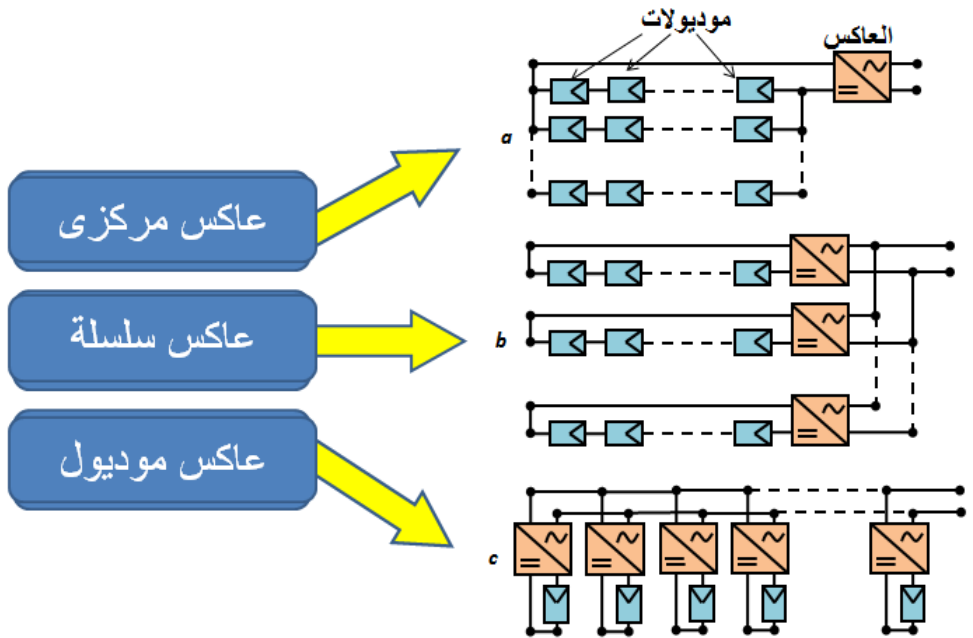 موديولات
العاكس
a
عاكس مركزى
b
عاكس سلسلة
عاكس موديول
c